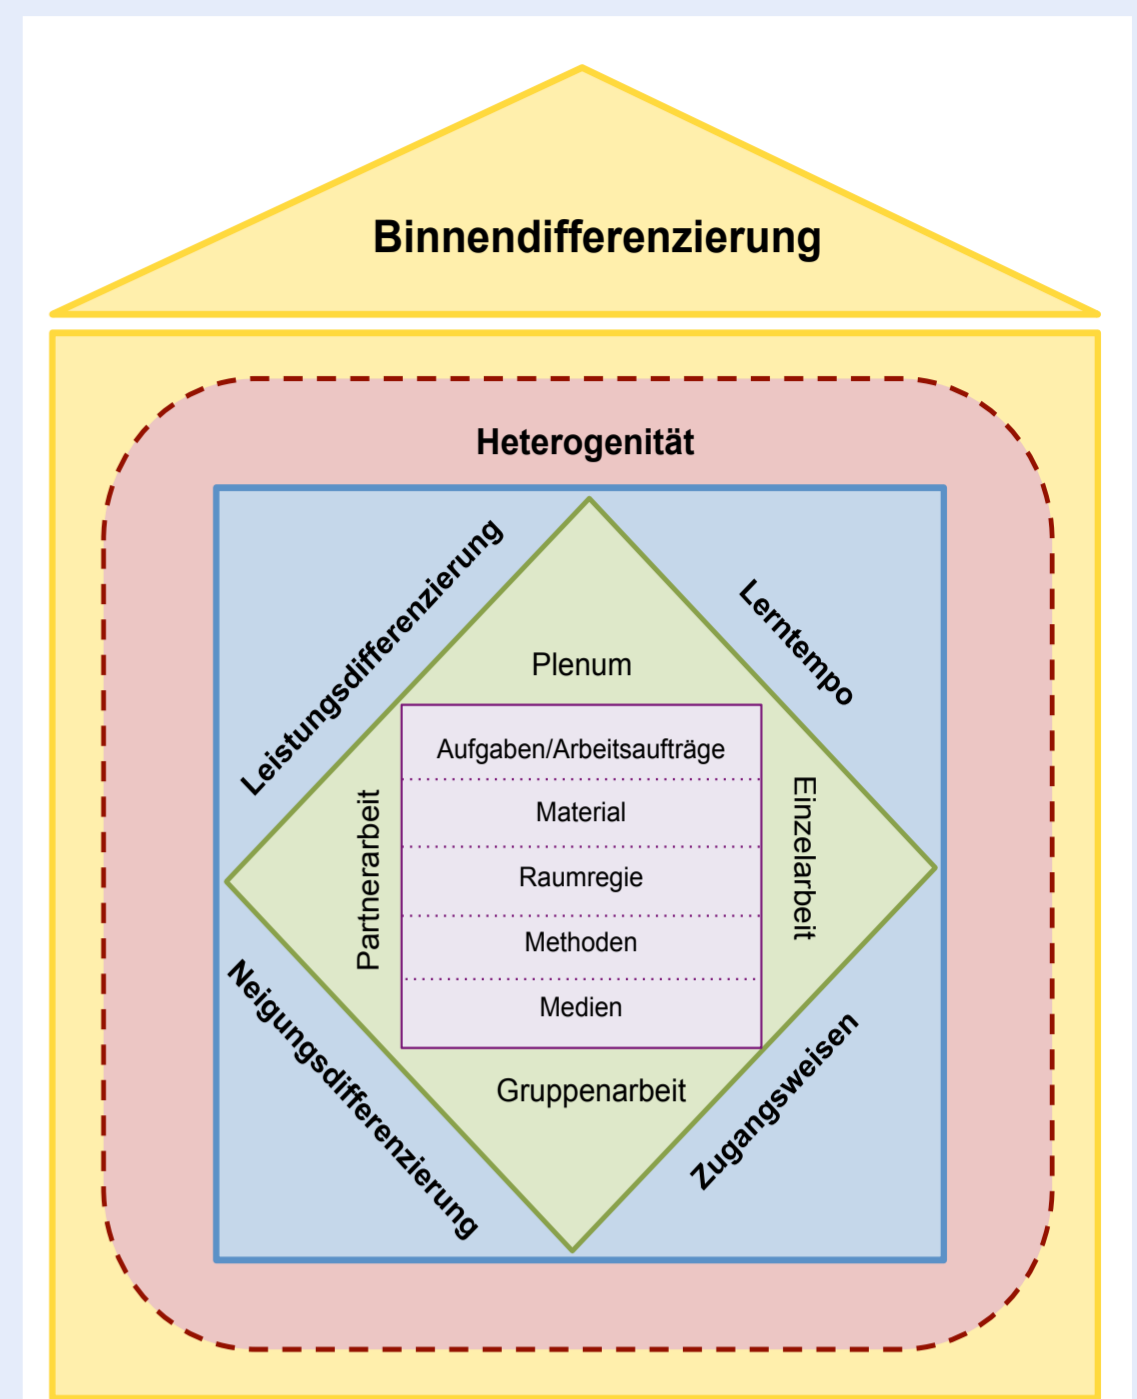 Binnendifferenzierung
Heterogenität
Leistungsdifferenzierung
Lerntempo
Plenum
Aufgaben/Arbeitsaufträge
Material
Raumregie
Methoden
Medien
Partnerarbeit
Einzelarbeit
Gruppenarbeit
Neigungsdifferenzierung
Zugangsweisen